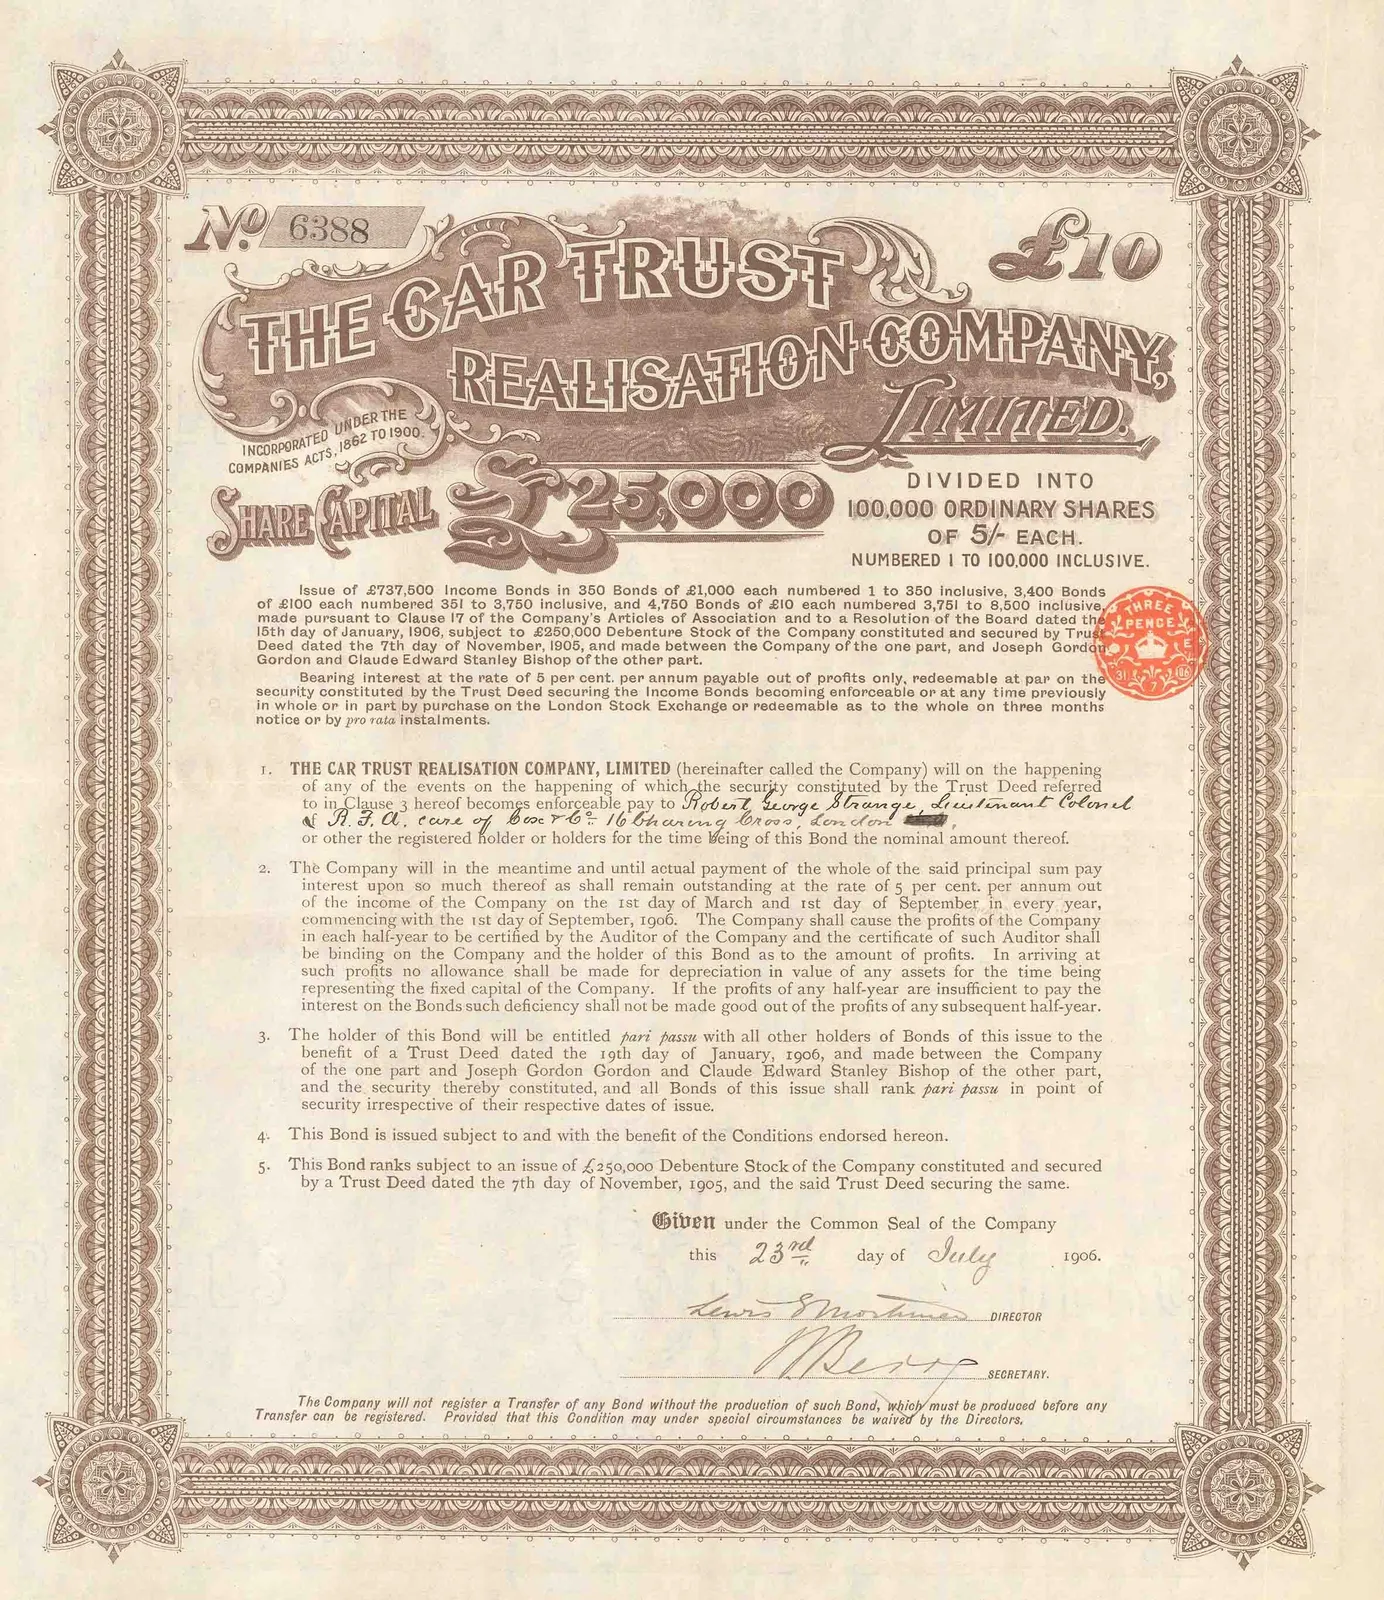 No. 6388
£10
THE CAR TRUST
REALISATION COMPANY,
LIMITED.
INCORPORATED UNDER THE
COMPANIES ACTS, 1862 TO 1900.
SHARE CAPITAL £25,000
DIVIDED INTO
100,000 ORDINARY SHARES
OF 5/- EACH.
NUMBERED 1 TO 100,000 INCLUSIVE.
Issue of £737,500 Income Bonds in 350 Bonds of £1,000 each numbered 1 to 350 inclusive, 3,400 Bonds
of £100 each numbered 351 to 3,750 inclusive, and 4,750 Bonds of £10 each numbered 3,751 to 8,500 inclusive,
made pursuant to Clause 17 of the Company's Articles of Association and to a Resolution of the Board dated the
15th day of January, 1906, subject to £250,000 Debenture Stock of the Company constituted and secured by Trust
Deed dated the 7th day of November, 1905, and made between the Company of the one part, and Joseph Gordon
Gordon and Claude Edward Stanley Bishop of the other part.
Bearing interest at the rate of 5 per cent. per annum payable out of profits only, redeemable at par on the
security constituted by the Trust Deed securing the Income Bonds becoming enforceable or at any time previously
in whole or in part by purchase on the London Stock Exchange or redeemable as to the whole on three months
notice or by pro rata instalments.
THREE
PENCE
31 7
1. THE CAR TRUST REALISATION COMPANY, LIMITED (hereinafter called the Company) will on the happening
of any of the events on the happening of which the security constituted by the Trust Deed referred
to in Clause 3 hereof becomes enforceable pay to Robert George Strange, Lieutenant Colonel
of R.F.A. care of Cox & Co. 16 Charing Cross, London
or other the registered holder or holders for the time being of this Bond the nominal amount thereof.
2. The Company will in the meantime and until actual payment of the whole of the said principal sum pay
interest upon so much thereof as shall remain outstanding at the rate of 5 per cent. per annum out
of the income of the Company on the 1st day of March and 1st day of September in every year,
commencing with the 1st day of September, 1906. The Company shall cause the profits of the Company
in each half-year to be certified by the Auditor of the Company and the certificate of such Auditor shall
be binding on the Company and the holder of this Bond as to the amount of profits. In arriving at
such profits no allowance shall be made for depreciation in value of any assets for the time being
representing the fixed capital of the Company. If the profits of any half-year are insufficient to pay the
interest on the Bonds such deficiency shall not be made good out of the profits of any subsequent half-year.
3. The holder of this Bond will be entitled pari passu with all other holders of Bonds of this issue to the
benefit of a Trust Deed dated the 19th day of January, 1906, and made between the Company
of the one part and Joseph Gordon Gordon and Claude Edward Stanley Bishop of the other part,
and the security thereby constituted, and all Bonds of this issue shall rank pari passu in point of
security irrespective of their respective dates of issue.
4. This Bond is issued subject to and with the benefit of the Conditions endorsed hereon.
5. This Bond ranks subject to an issue of £250,000 Debenture Stock of the Company constituted and secured
by a Trust Deed dated the 7th day of November, 1905, and the said Trust Deed securing the same.
Given under the Common Seal of the Company
this 23rd day of July 1906.
Lewis E Mortimer DIRECTOR
SECRETARY.
The Company will not register a Transfer of any Bond without the production of such Bond, which must be produced before any
Transfer can be registered. Provided that this Condition may under special circumstances be waived by the Directors.